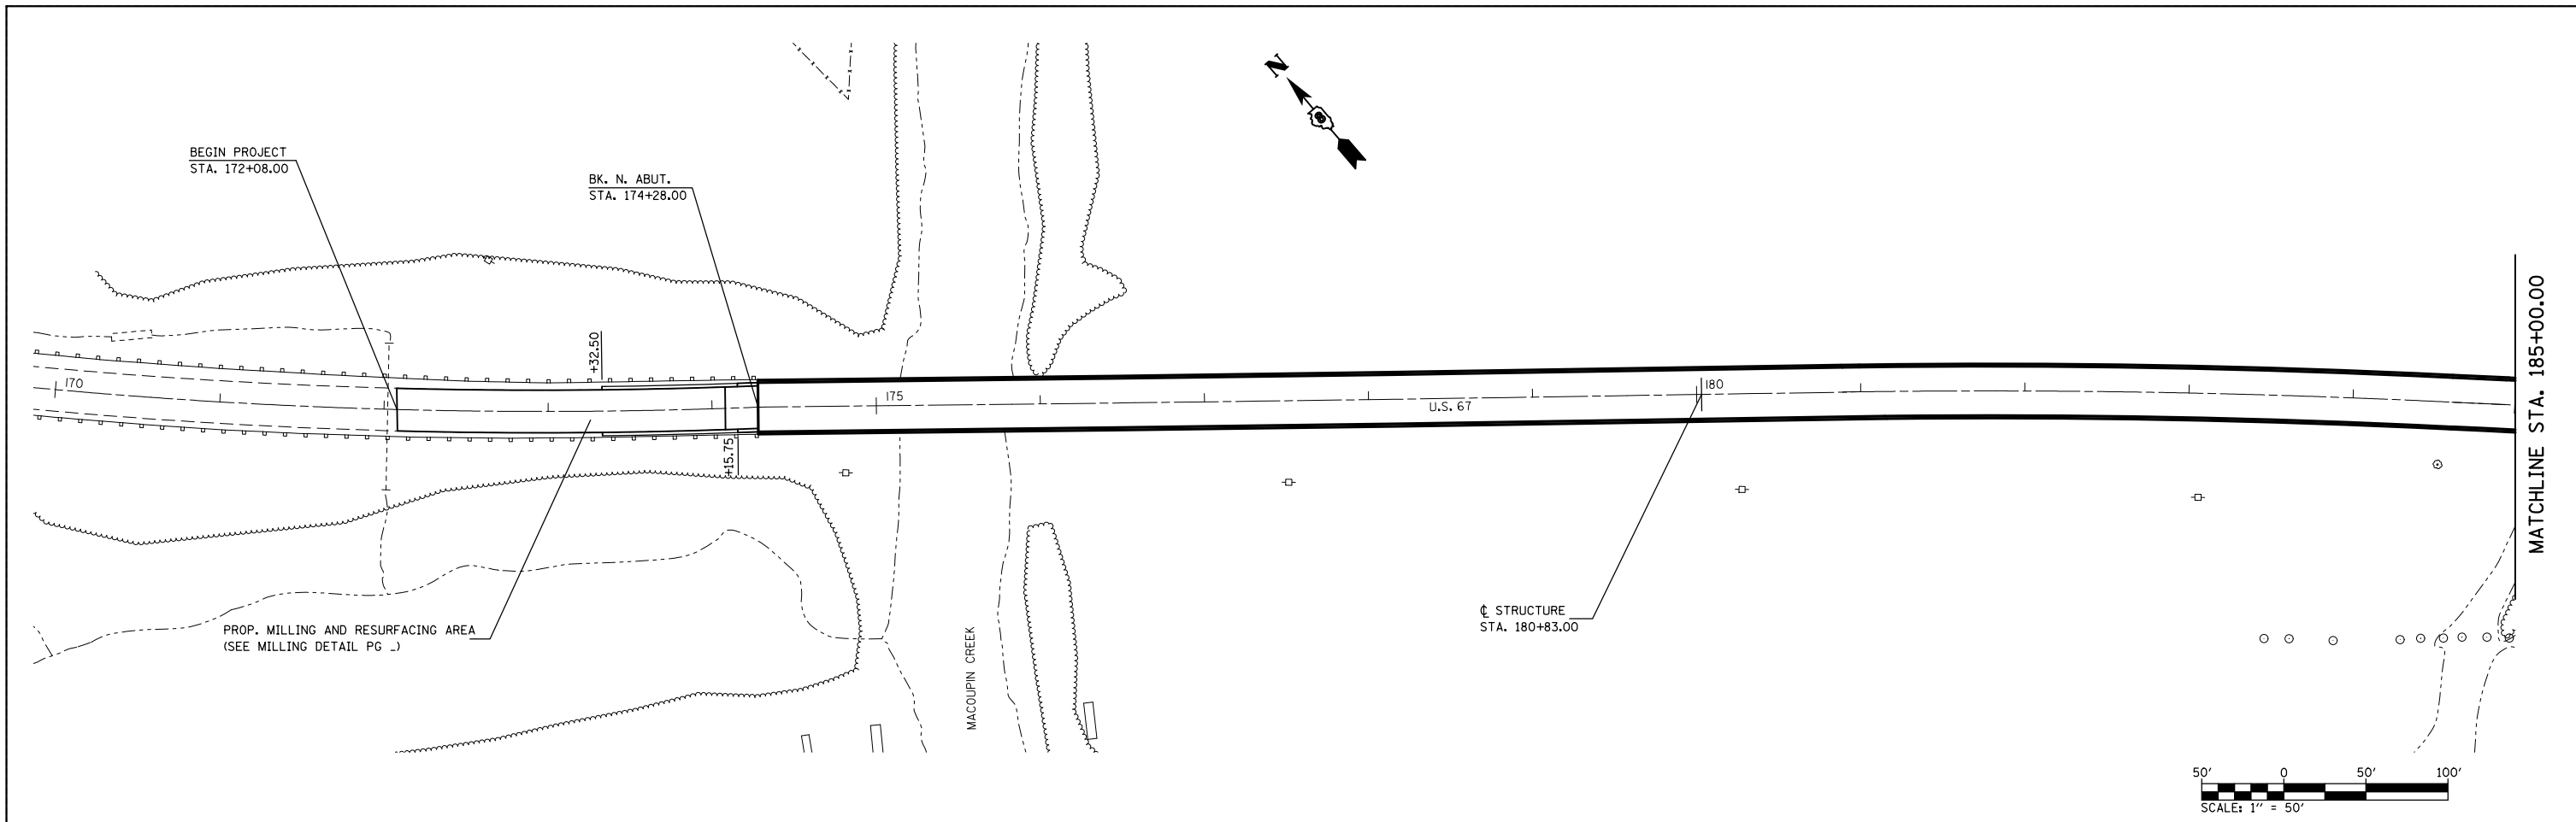 N
BEGIN PROJECT
STA. 172+08.00
BK. N. ABUT.
STA. 174+28.00
+32.50
170
175
180
U.S. 67
+15.75
MATCHLINE STA. 185+00.00
℄ STRUCTURE
STA. 180+83.00
PROP. MILLING AND RESURFACING AREA
(SEE MILLING DETAIL PG _)
MACOUPIN CREEK
50' 0 50' 100'
SCALE: 1" = 50'